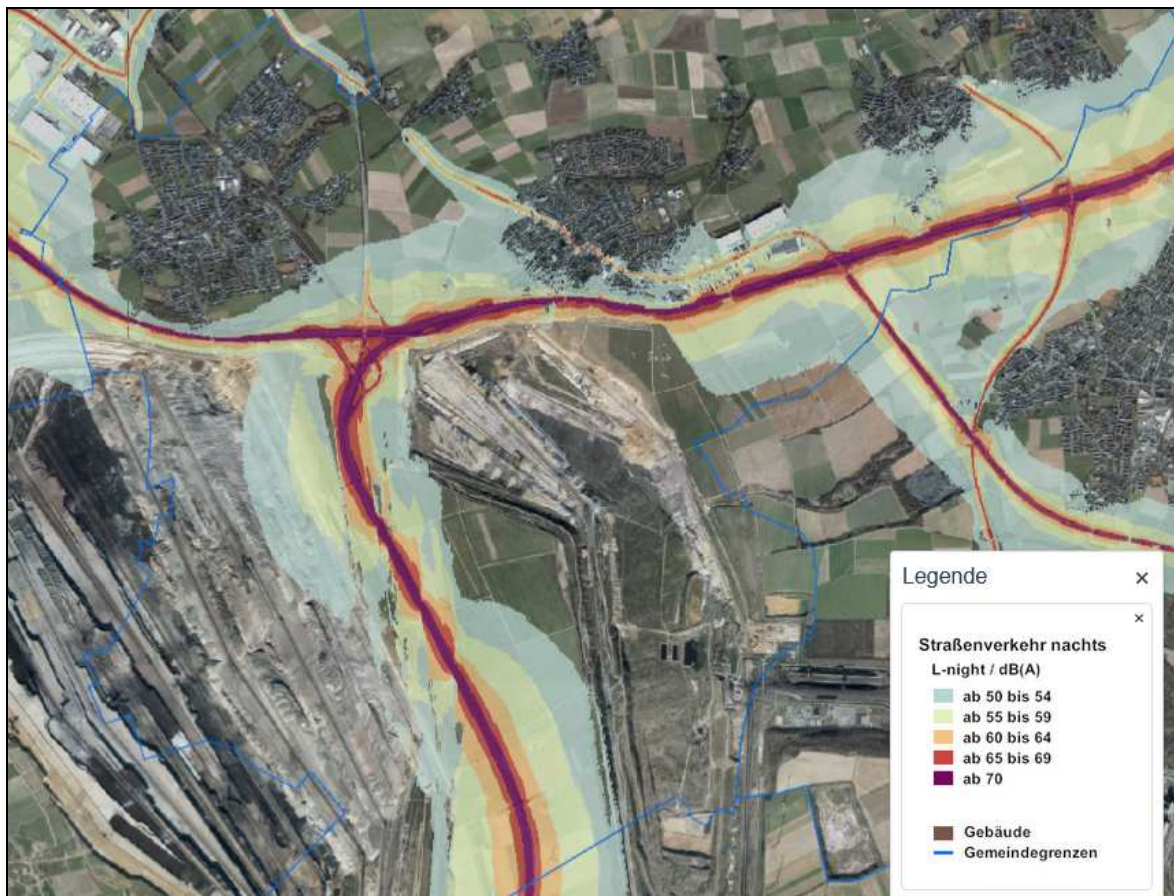 Legende
Straßenverkehr nachts
L-night / dB(A)
ab 50 bis 54
ab 55 bis 59
ab 60 bis 64
ab 65 bis 69
ab 70
Gebäude
Gemeindegrenzen